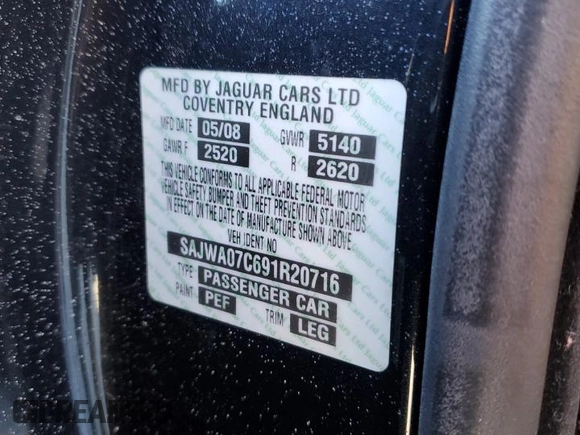 MFD BY JAGUAR CARS LTD
COVENTRY ENGLAND
MFD DATE 05/08 GVWR 5140
GAWR.F 2520 R 2620
THIS VEHICLE CONFORMS TO ALL APPLICABLE FEDERAL MOTOR
VEHICLE SAFETY BUMPER AND THEFT PREVENTION STANDARDS
IN EFFECT ON THE DATE OF MANUFACTURE SHOWN ABOVE
VEH IDENT NO
SAJWA07C691R20716
TYPE PASSENGER CAR
PAINT PEF TRIM LEG